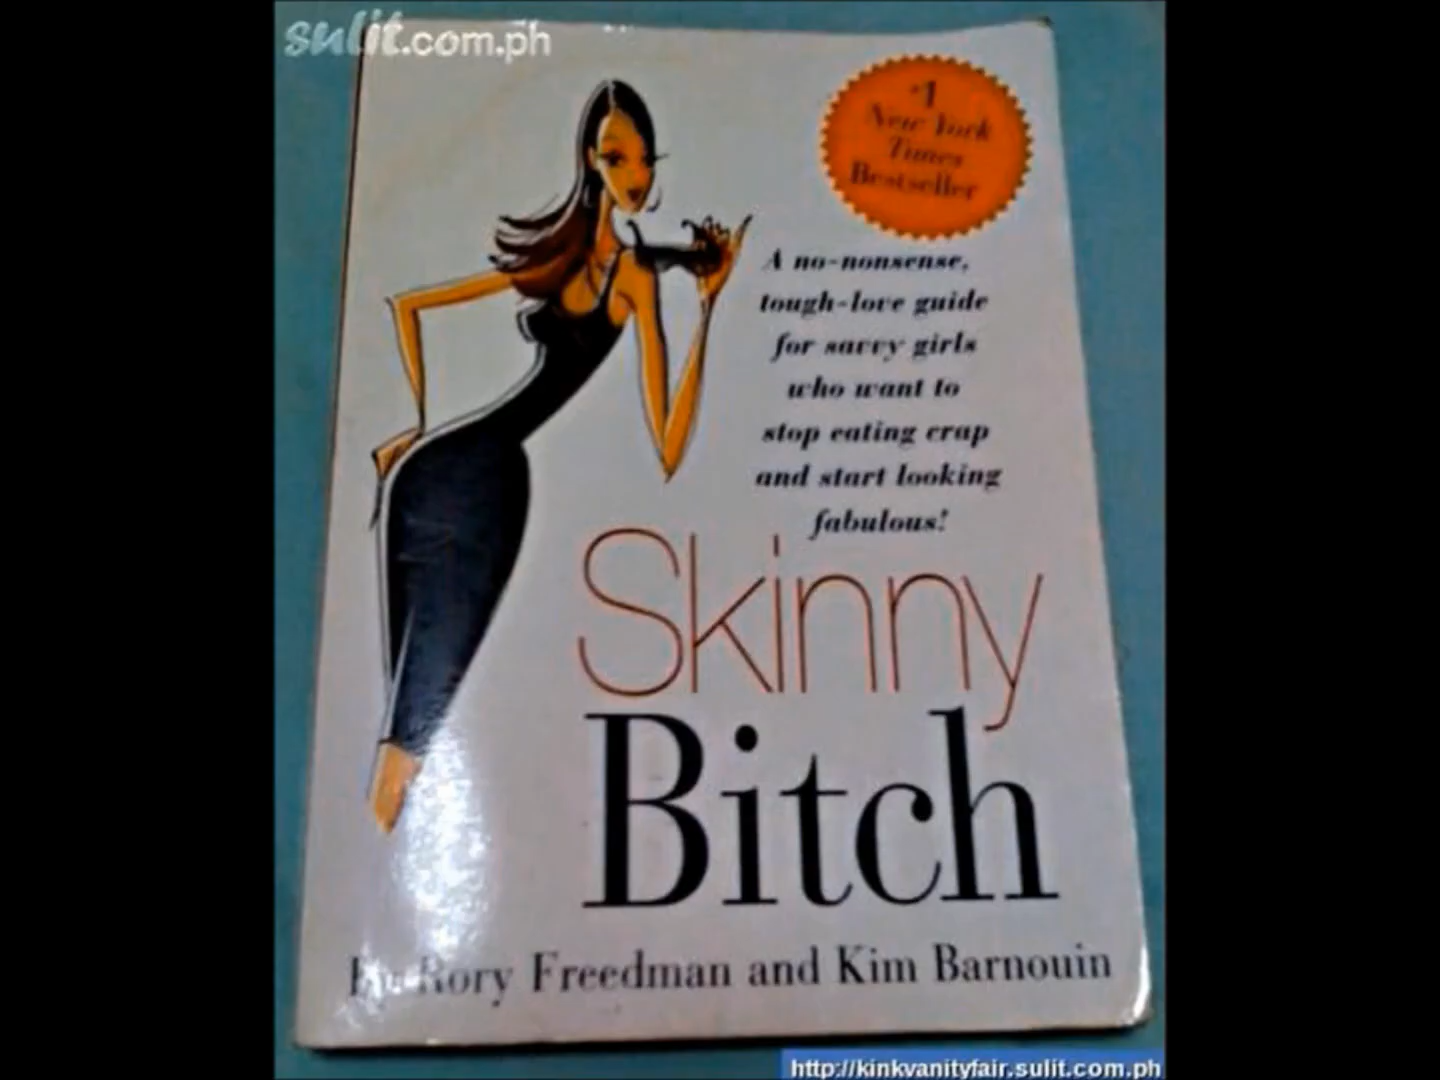 sulit.com.ph
#1
New York
Times
Bestseller
A no-nonsense,
tough-love guide
for savvy girls
who want to
stop eating crap
and start looking
fabulous!
Skinny
Bitch
By Rory Freedman and Kim Barnouin
http://kinkvanityfair.sulit.com.ph